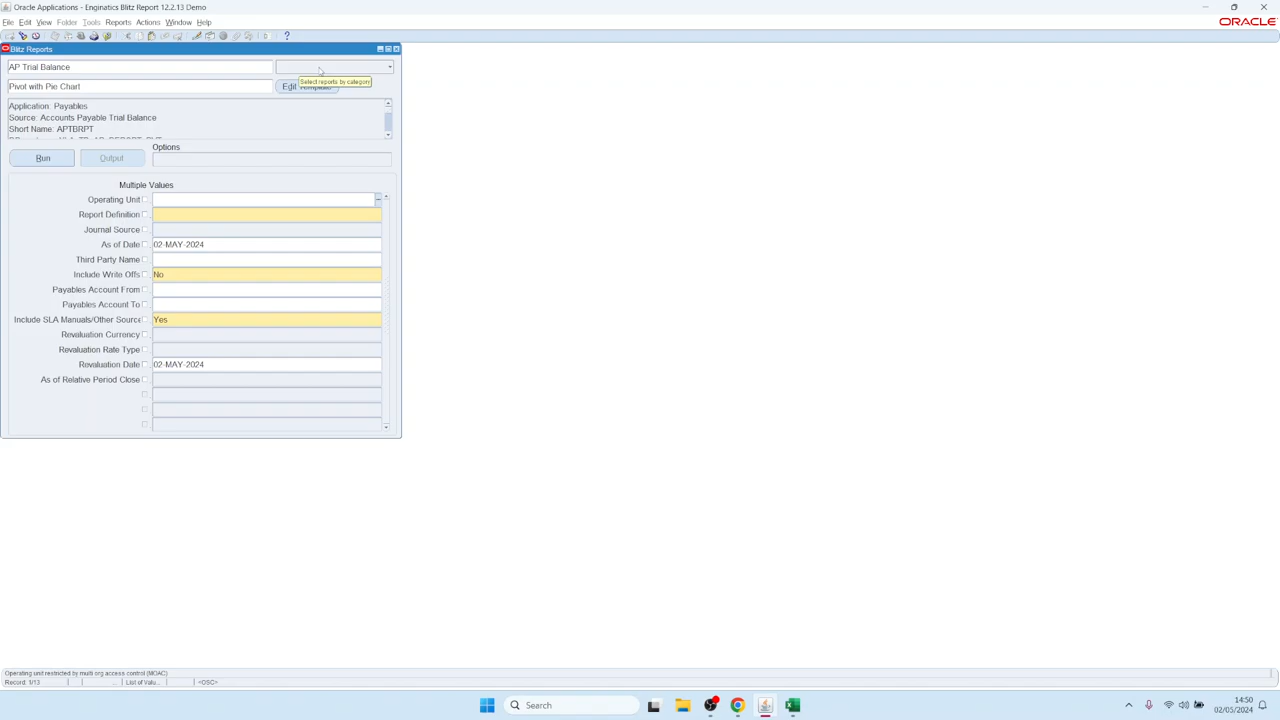 Oracle Applications - Enginatics Blitz Report 12.2.13 Demo
File Edit View Folder Tools Reports Actions Window Help
ORACLE
Blitz Reports
AP Trial Balance
Select reports by category
Pivot with Pie Chart
Edit Template
Application: Payables
Source: Accounts Payable Trial Balance
Short Name: APTBRPT
Options
Run
Output
Multiple Values
Operating Unit
Report Definition
Journal Source
As of Date 02-MAY-2024
Third Party Name
Include Write Offs No
Payables Account From
Payables Account To
Include SLA Manuals/Other Source Yes
Revaluation Currency
Revaluation Rate Type
Revaluation Date 02-MAY-2024
As of Relative Period Close
Operating unit restricted by multi org access control (MOAC)
Record: 1/13 ... List of Valu... <OSC>
Search
14:50
02/05/2024